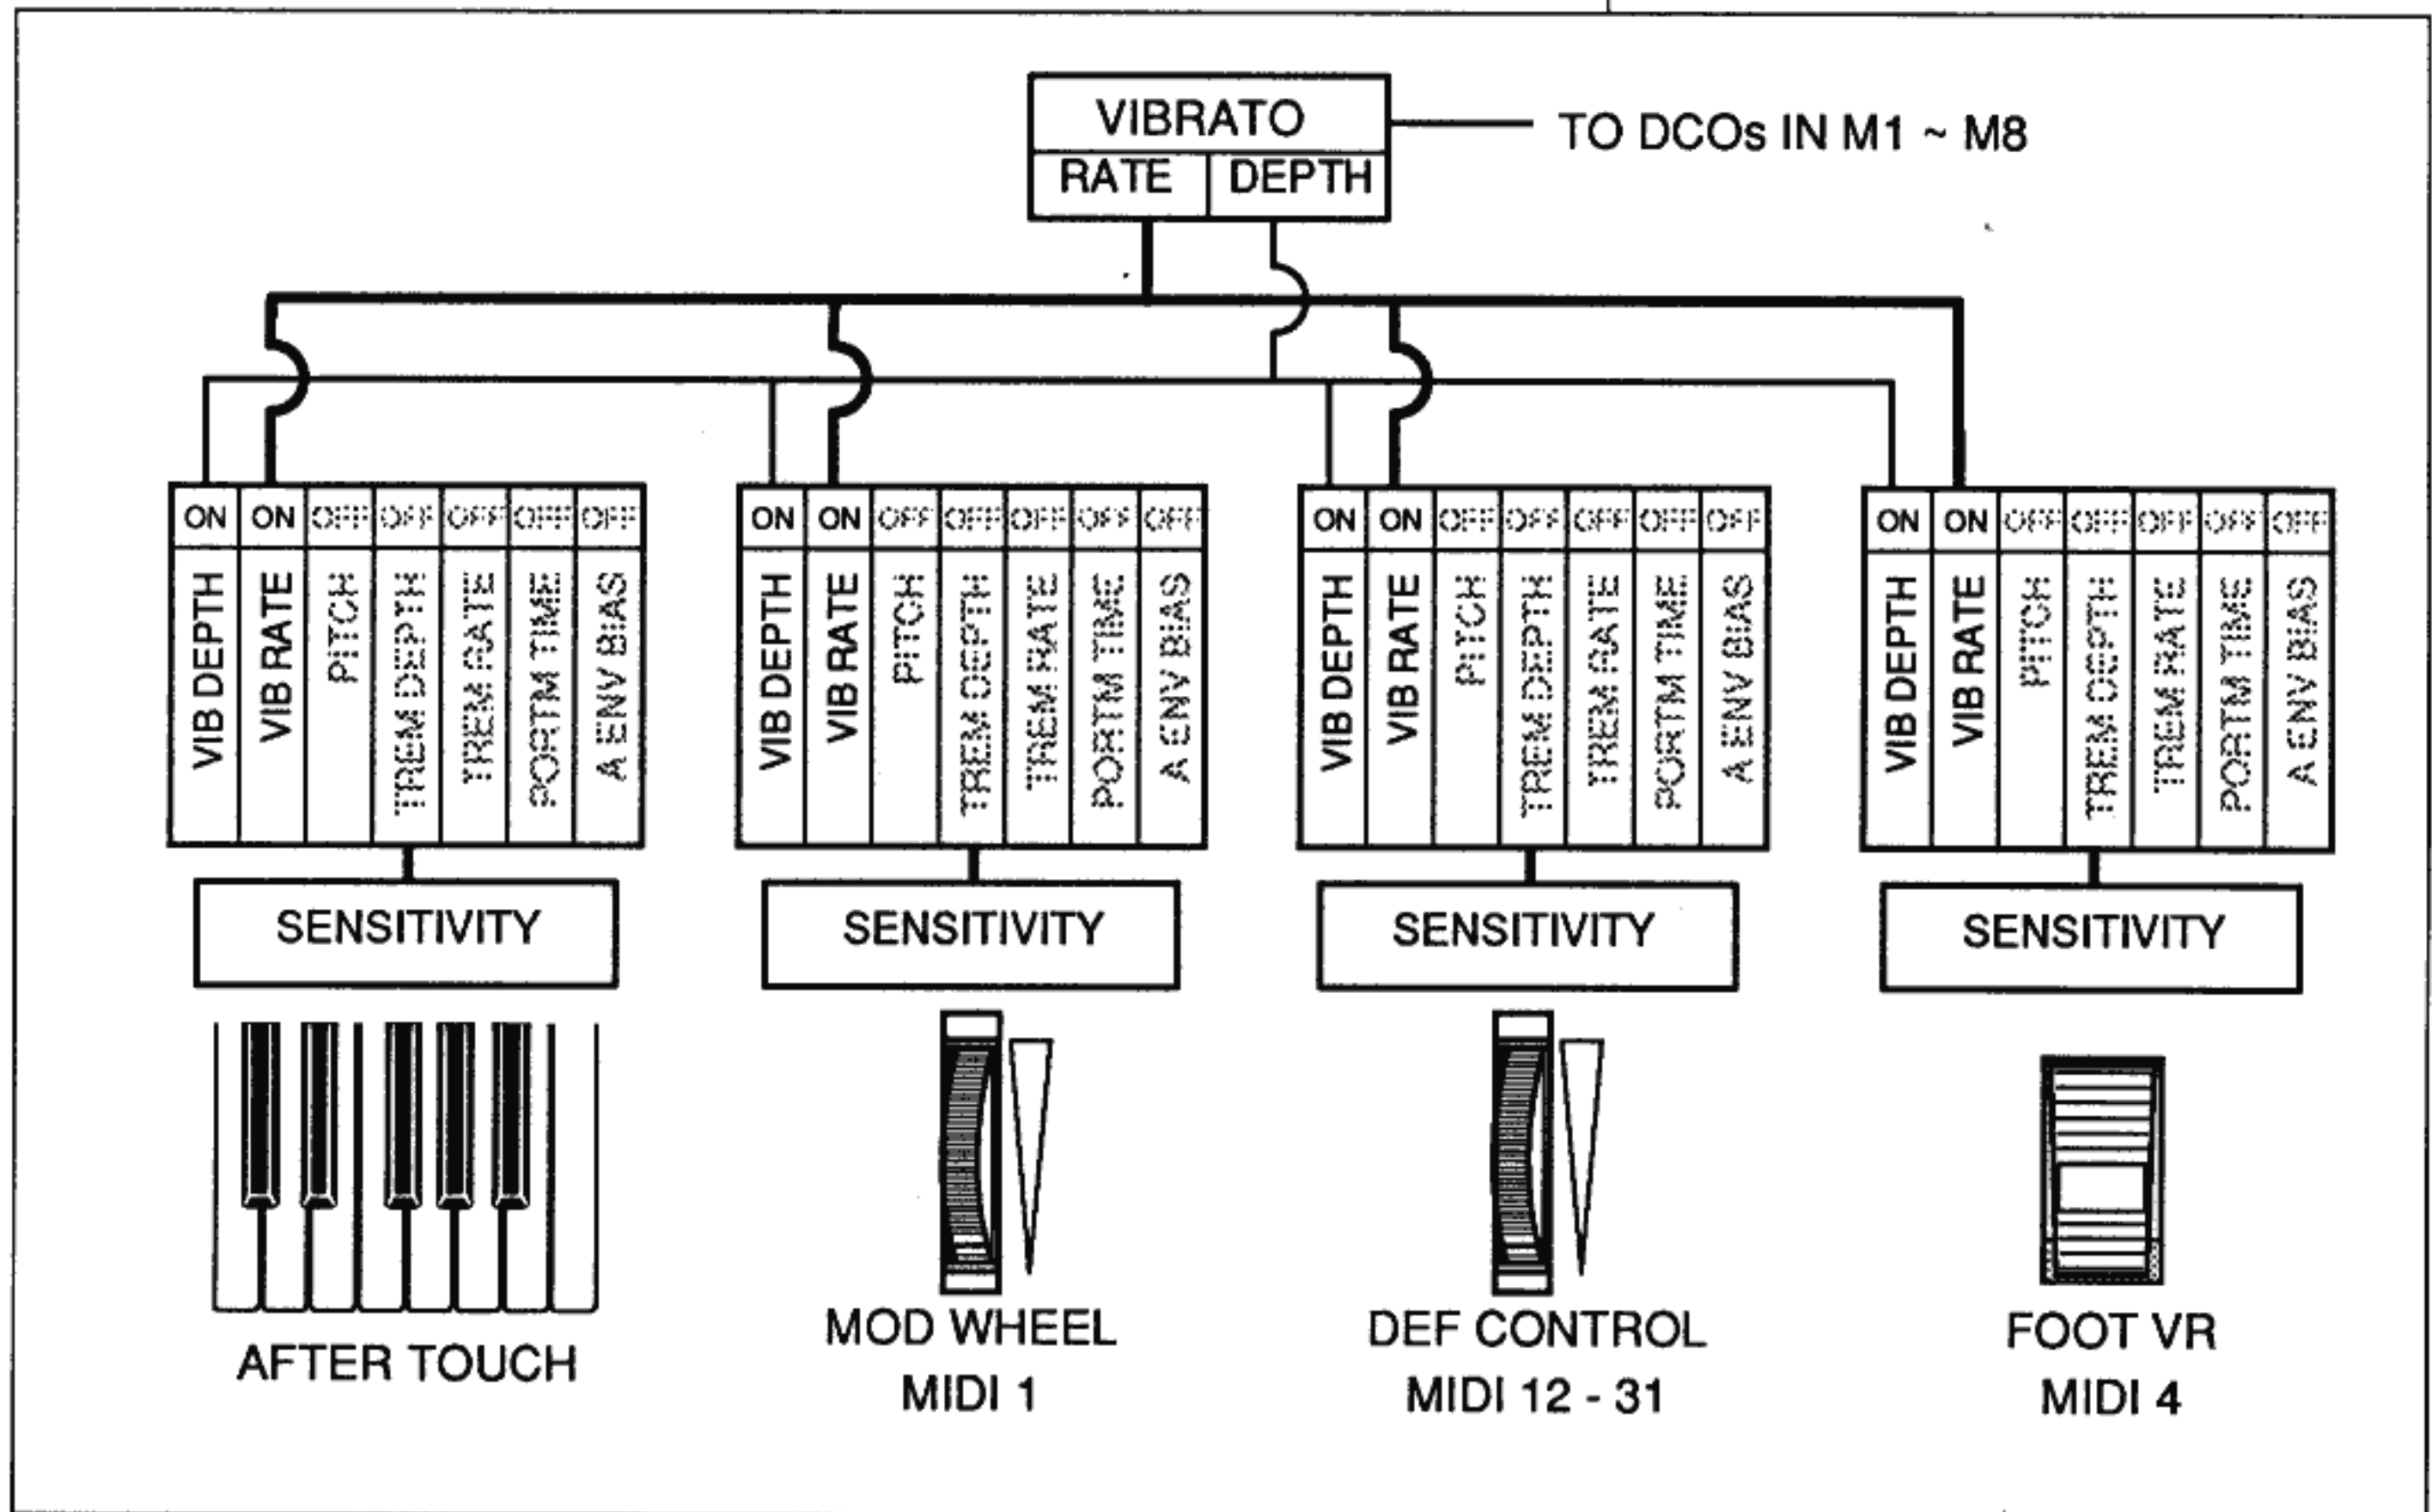 VIBRATO
RATE DEPTH
TO DCOs IN M1 ~ M8
ON ON OFF OFF OFF OFF OFF
VIB DEPTH
VIB RATE
PITCH
TREM DEPTH
TREM RATE
PORTM TIME
A ENV BIAS
SENSITIVITY
AFTER TOUCH
ON ON OFF OFF OFF OFF OFF
VIB DEPTH
VIB RATE
PITCH
TREM DEPTH
TREM RATE
PORTM TIME
A ENV BIAS
SENSITIVITY
MOD WHEEL
MIDI 1
ON ON OFF OFF OFF OFF OFF
VIB DEPTH
VIB RATE
PITCH
TREM DEPTH
TREM RATE
PORTM TIME
A ENV BIAS
SENSITIVITY
DEF CONTROL
MIDI 12 - 31
ON ON OFF OFF OFF OFF OFF
VIB DEPTH
VIB RATE
PITCH
TREM DEPTH
TREM RATE
PORTM TIME
A ENV BIAS
SENSITIVITY
FOOT VR
MIDI 4